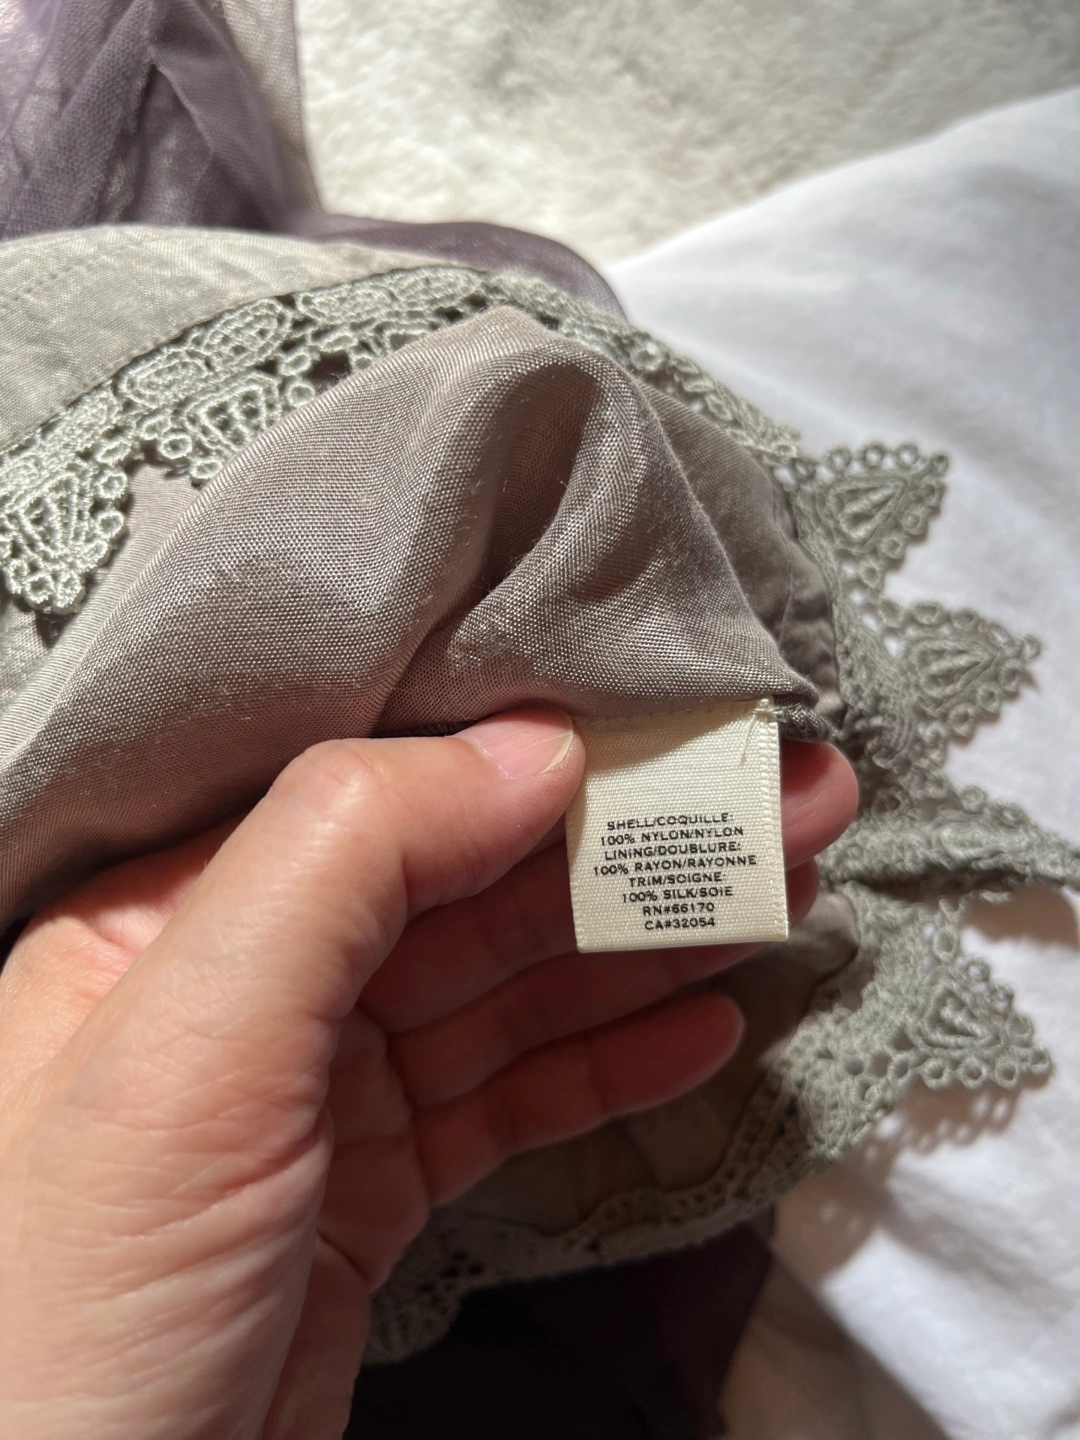 SHELL/COQUILLE:
100% NYLON/NYLON
LINING/DOUBLURE:
100% RAYON/RAYONNE
TRIM/SOIGNE:
100% SILK/SOIE
RN#66170
CA#32054